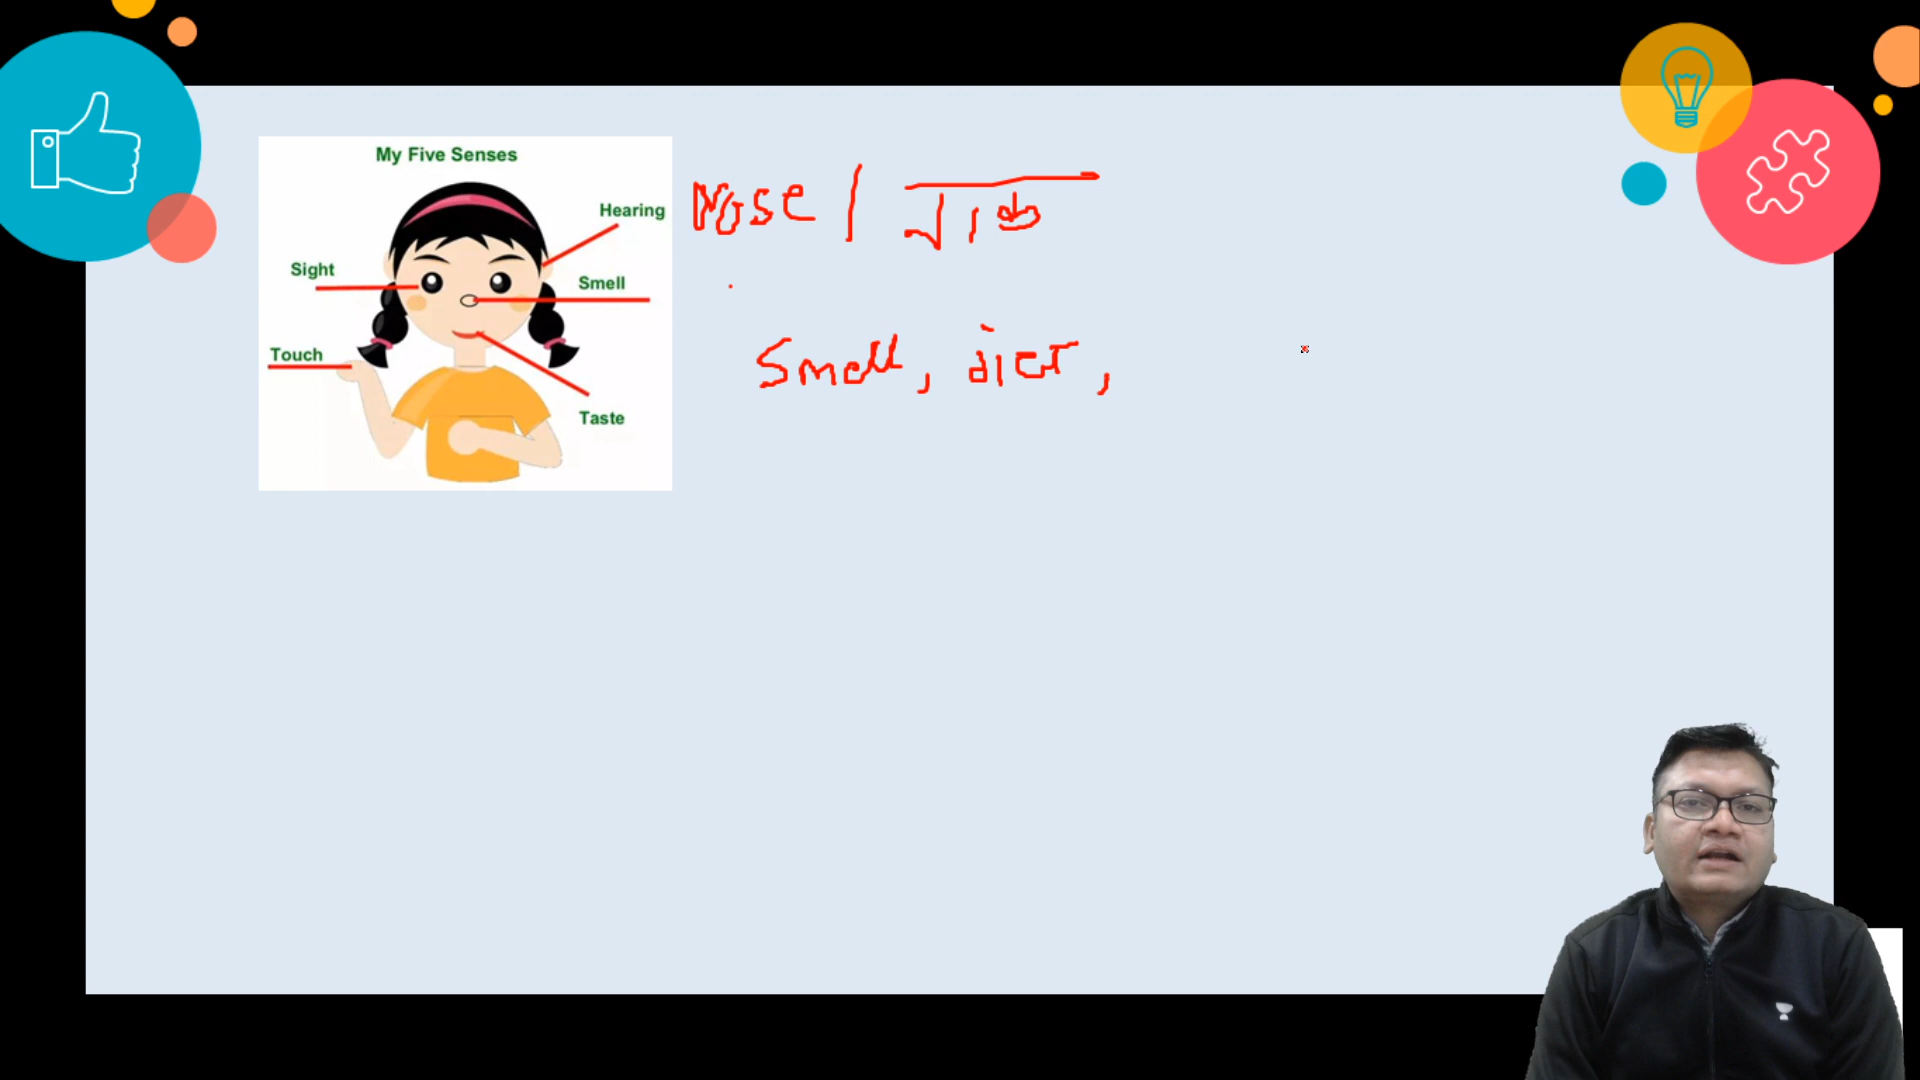 My Five Senses
Hearing
Sight
Smell
Touch
Taste
Nose / नाक
Smell,